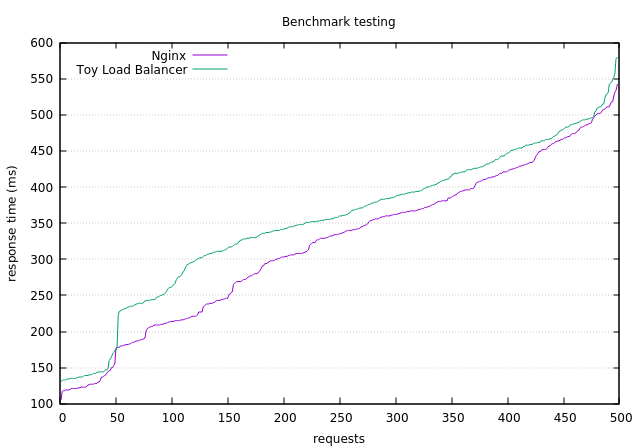 Benchmark testing
Nginx
Toy Load Balancer
600
550
500
450
400
350
300
250
200
150
100
response time (ms)
0 50 100 150 200 250 300 350 400 450 500
requests